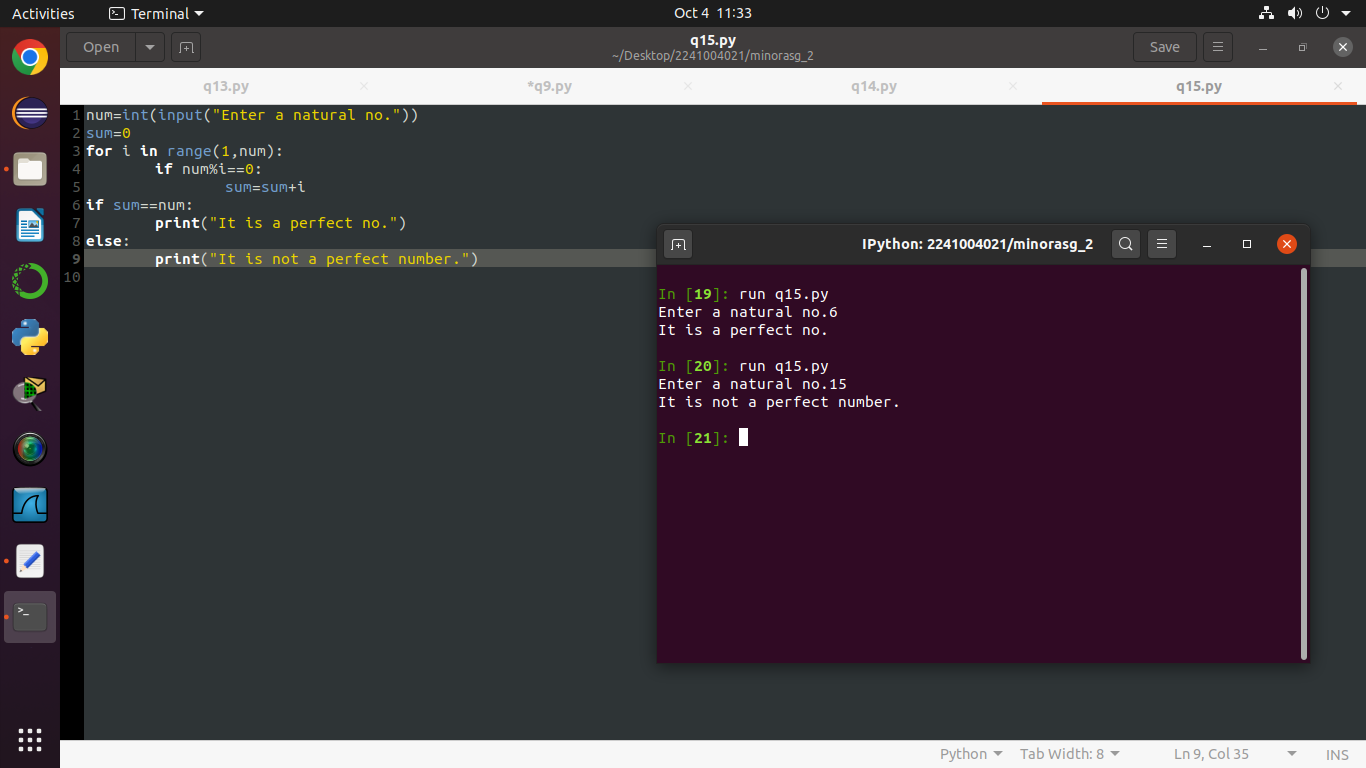 Activities
Terminal
Oct 4 11:33
Open
q15.py
~/Desktop/2241004021/minorasg_2
Save
q13.py
*q9.py
q14.py
q15.py
1 num=int(input("Enter a natural no."))
2 sum=0
3 for i in range(1,num):
4         if num%i==0:
5                 sum=sum+i
6 if sum==num:
7         print("It is a perfect no.")
8 else:
9         print("It is not a perfect number.")
10
IPython: 2241004021/minorasg_2
In [19]: run q15.py
Enter a natural no.6
It is a perfect no.
In [20]: run q15.py
Enter a natural no.15
It is not a perfect number.
In [21]:
>_
Python
Tab Width: 8
Ln 9, Col 35
INS